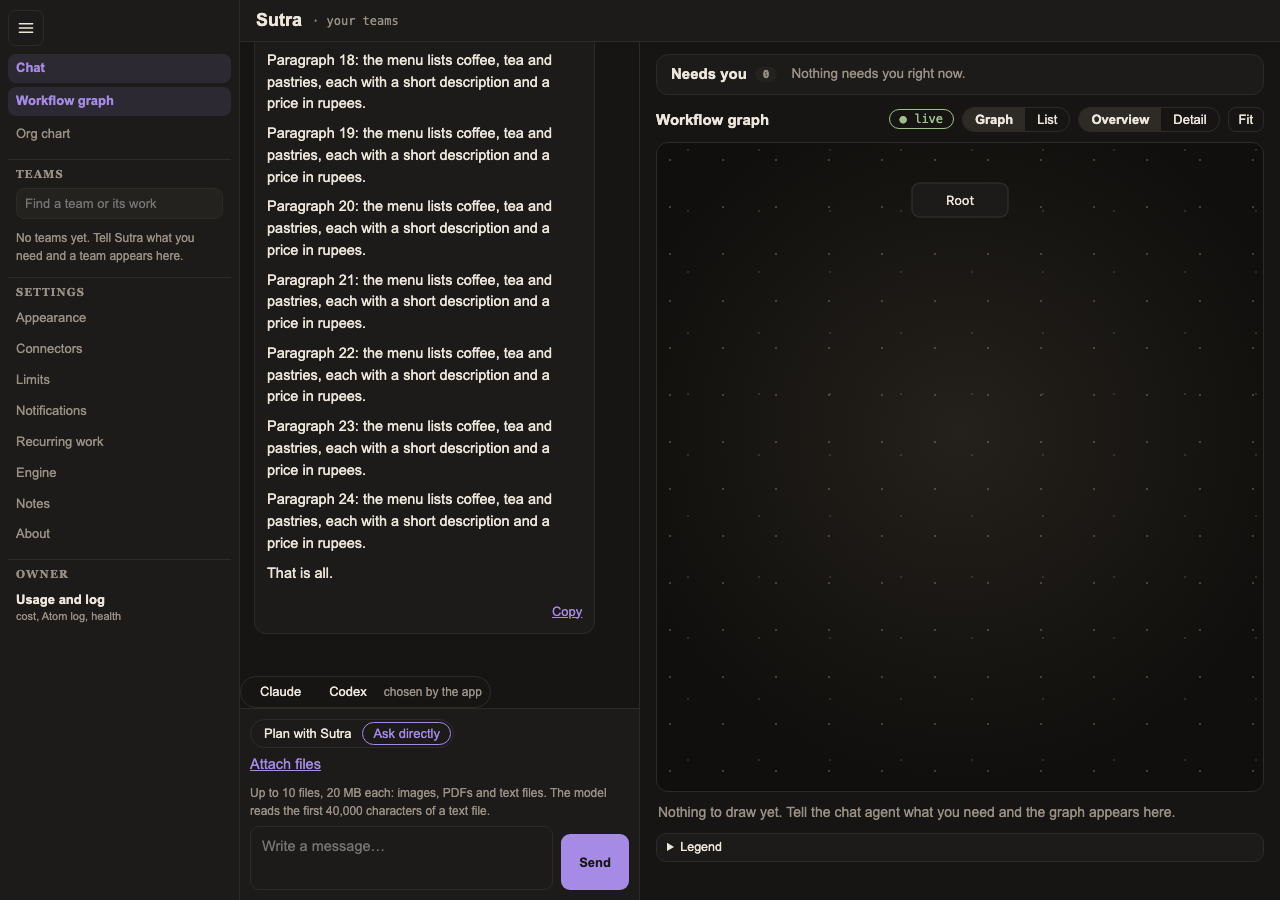 Sutra · your teams
Chat
Workflow graph
Org chart
TEAMS
Find a team or its work
No teams yet. Tell Sutra what you
need and a team appears here.
SETTINGS
Appearance
Connectors
Limits
Notifications
Recurring work
Engine
Notes
About
OWNER
Usage and log
cost, Atom log, health
Paragraph 18: the menu lists coffee, tea and
pastries, each with a short description and a
price in rupees.
Paragraph 19: the menu lists coffee, tea and
pastries, each with a short description and a
price in rupees.
Paragraph 20: the menu lists coffee, tea and
pastries, each with a short description and a
price in rupees.
Paragraph 21: the menu lists coffee, tea and
pastries, each with a short description and a
price in rupees.
Paragraph 22: the menu lists coffee, tea and
pastries, each with a short description and a
price in rupees.
Paragraph 23: the menu lists coffee, tea and
pastries, each with a short description and a
price in rupees.
Paragraph 24: the menu lists coffee, tea and
pastries, each with a short description and a
price in rupees.
That is all.
Copy
Claude Codex chosen by the app
Plan with Sutra Ask directly
Attach files
Up to 10 files, 20 MB each: images, PDFs and text files. The model
reads the first 40,000 characters of a text file.
Write a message…
Send
Needs you 0 Nothing needs you right now.
Workflow graph live Graph List Overview Detail Fit
Root
Nothing to draw yet. Tell the chat agent what you need and the graph appears here.
Legend